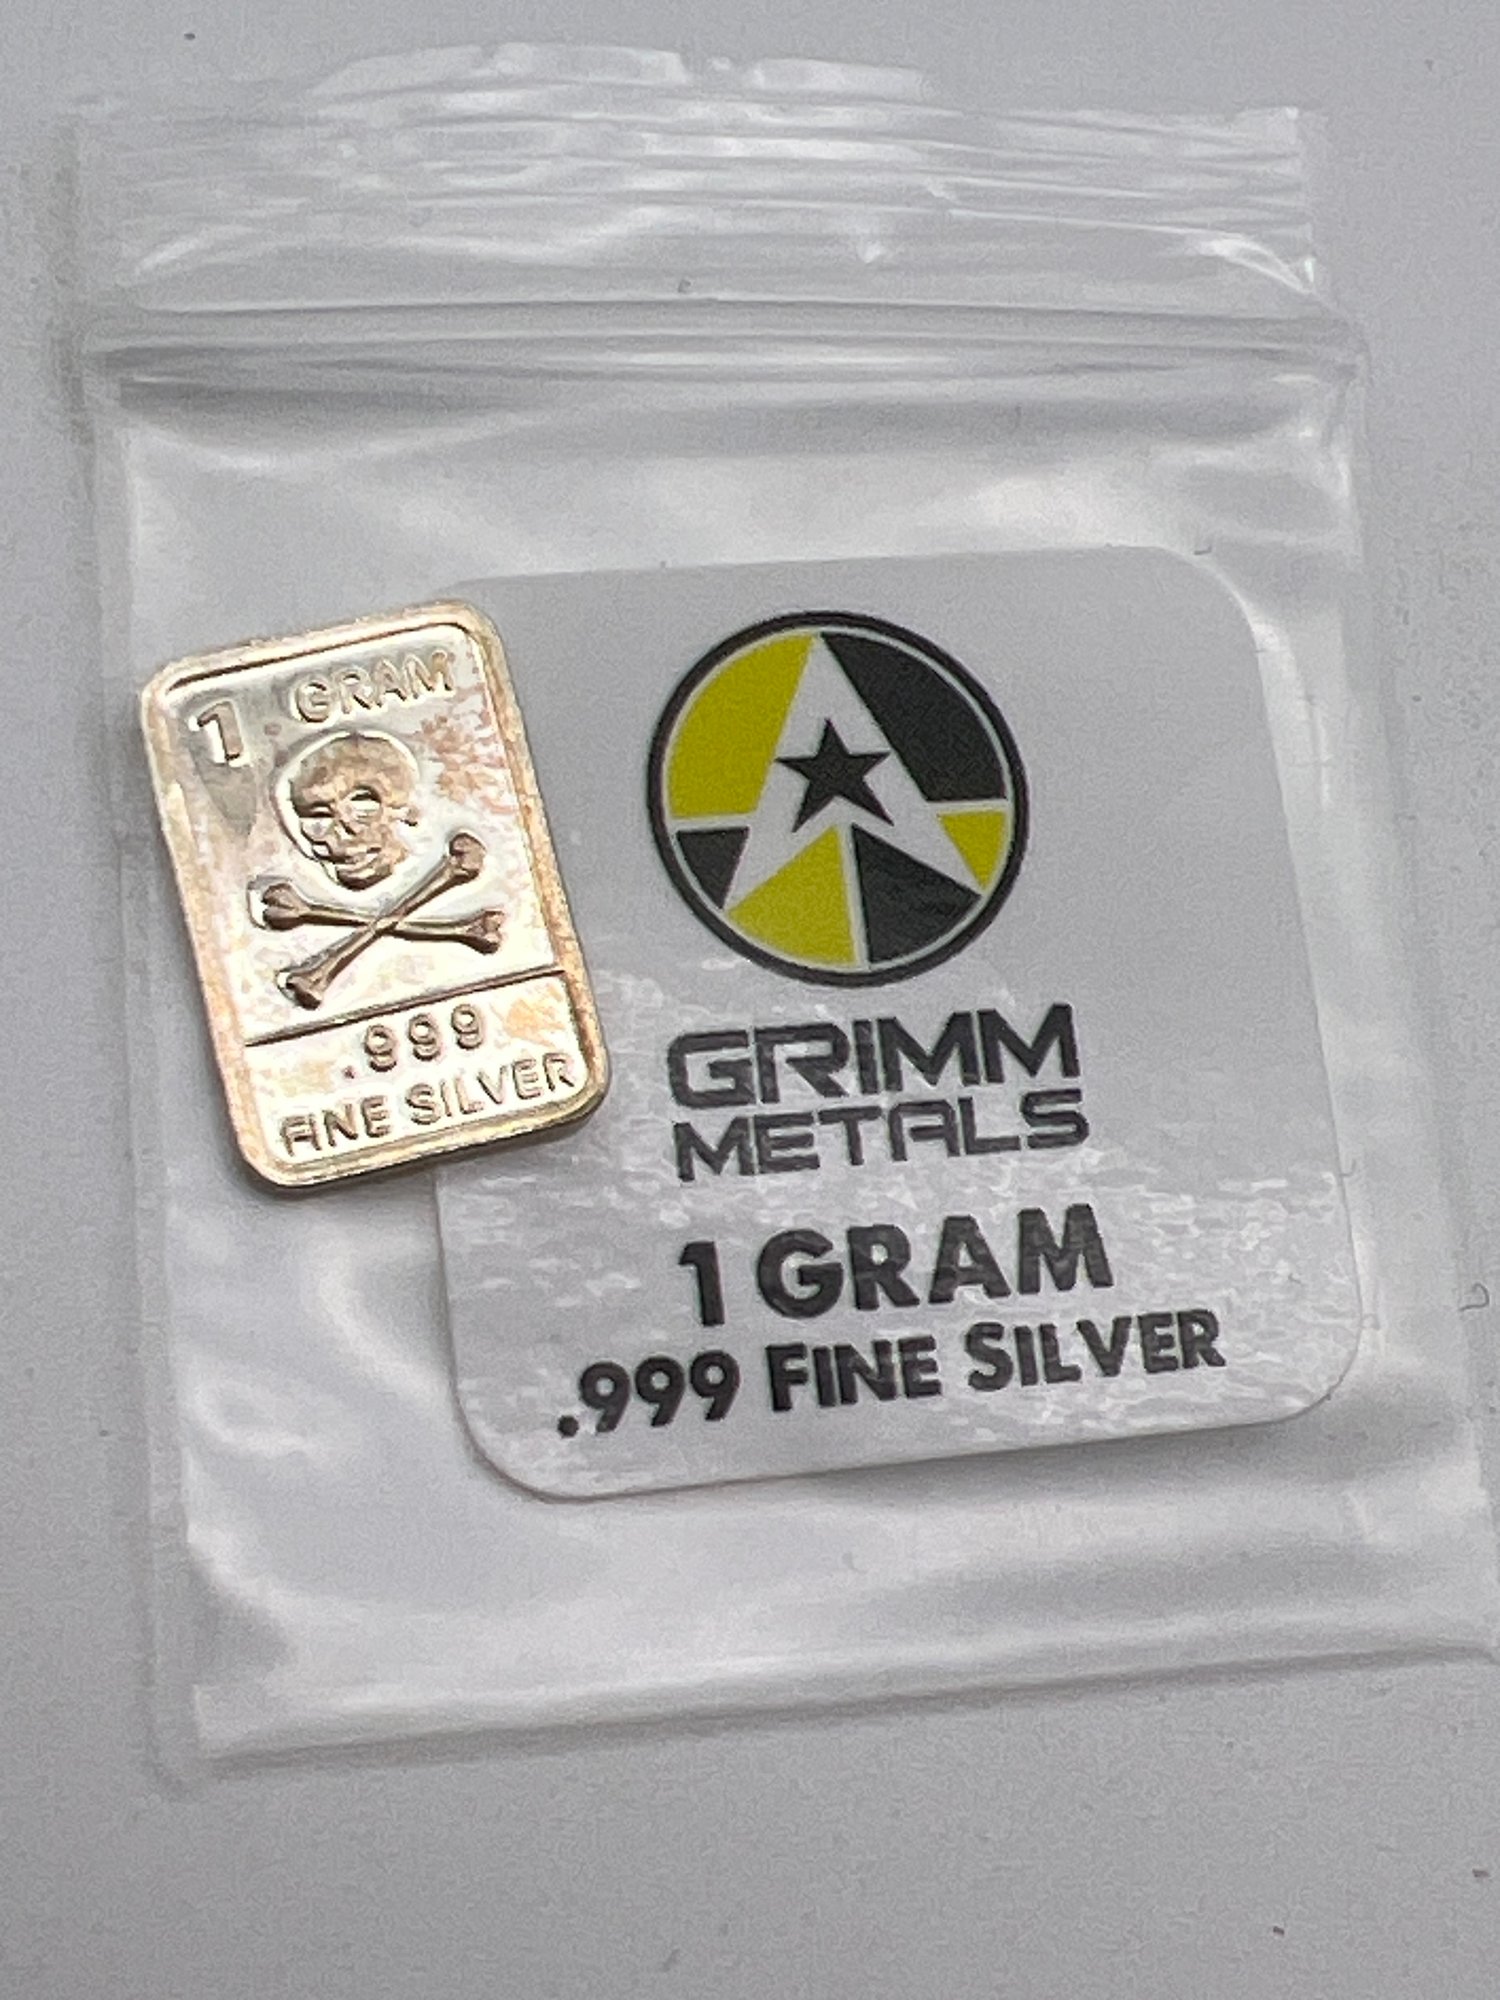 1 GRAM
.999
FINE SILVER
GRIMM
METALS
1 GRAM
.999 FINE SILVER